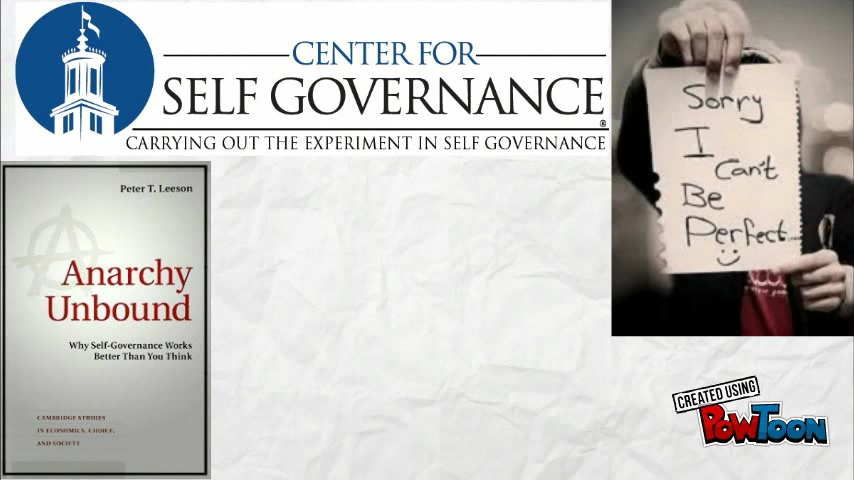 CENTER FOR
SELF GOVERNANCE®
CARRYING OUT THE EXPERIMENT IN SELF GOVERNANCE
Peter T. Leeson
Anarchy
Unbound
Why Self-Governance Works
Better Than You Think
CAMBRIDGE STUDIES
IN ECONOMICS, CHOICE,
AND SOCIETY
Sorry
I
Can't
Be
Perfect...
CREATED USING
POWTOON